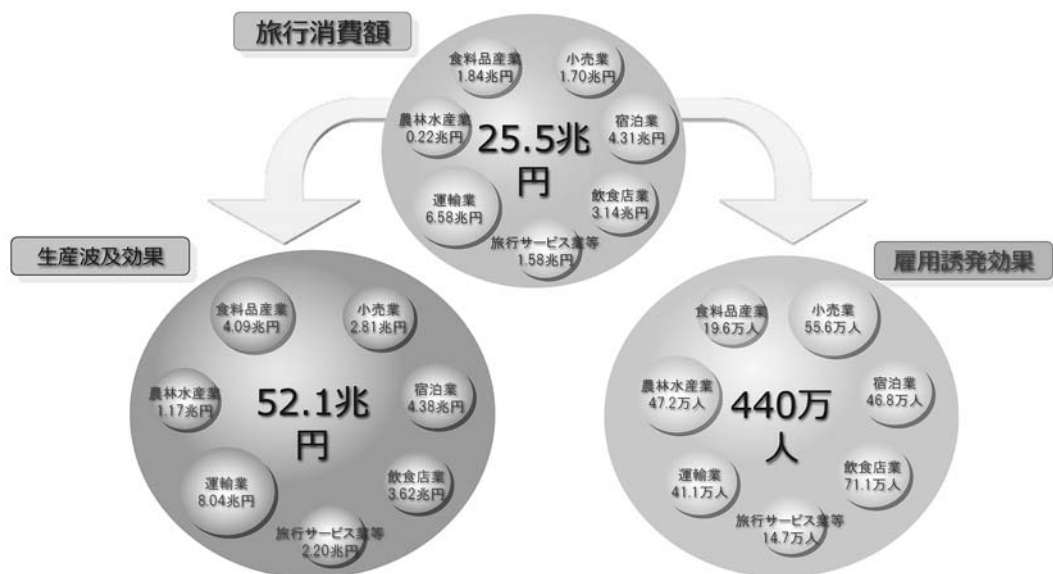 旅行消費額
食料品産業
1.84兆円
小売業
1.70兆円
農林水産業
0.22兆円
宿泊業
4.31兆円
25.5兆
円
運輸業
6.58兆円
飲食店業
3.14兆円
旅行サービス業等
1.58兆円
生産波及効果
食料品産業
4.09兆円
小売業
2.81兆円
農林水産業
1.17兆円
宿泊業
4.38兆円
52.1兆
円
運輸業
8.04兆円
飲食店業
3.62兆円
旅行サービス業等
2.20兆円
雇用誘発効果
食料品産業
19.6万人
小売業
55.6万人
農林水産業
47.2万人
宿泊業
46.8万人
440万
人
運輸業
41.1万人
飲食店業
71.1万人
旅行サービス業等
14.7万人